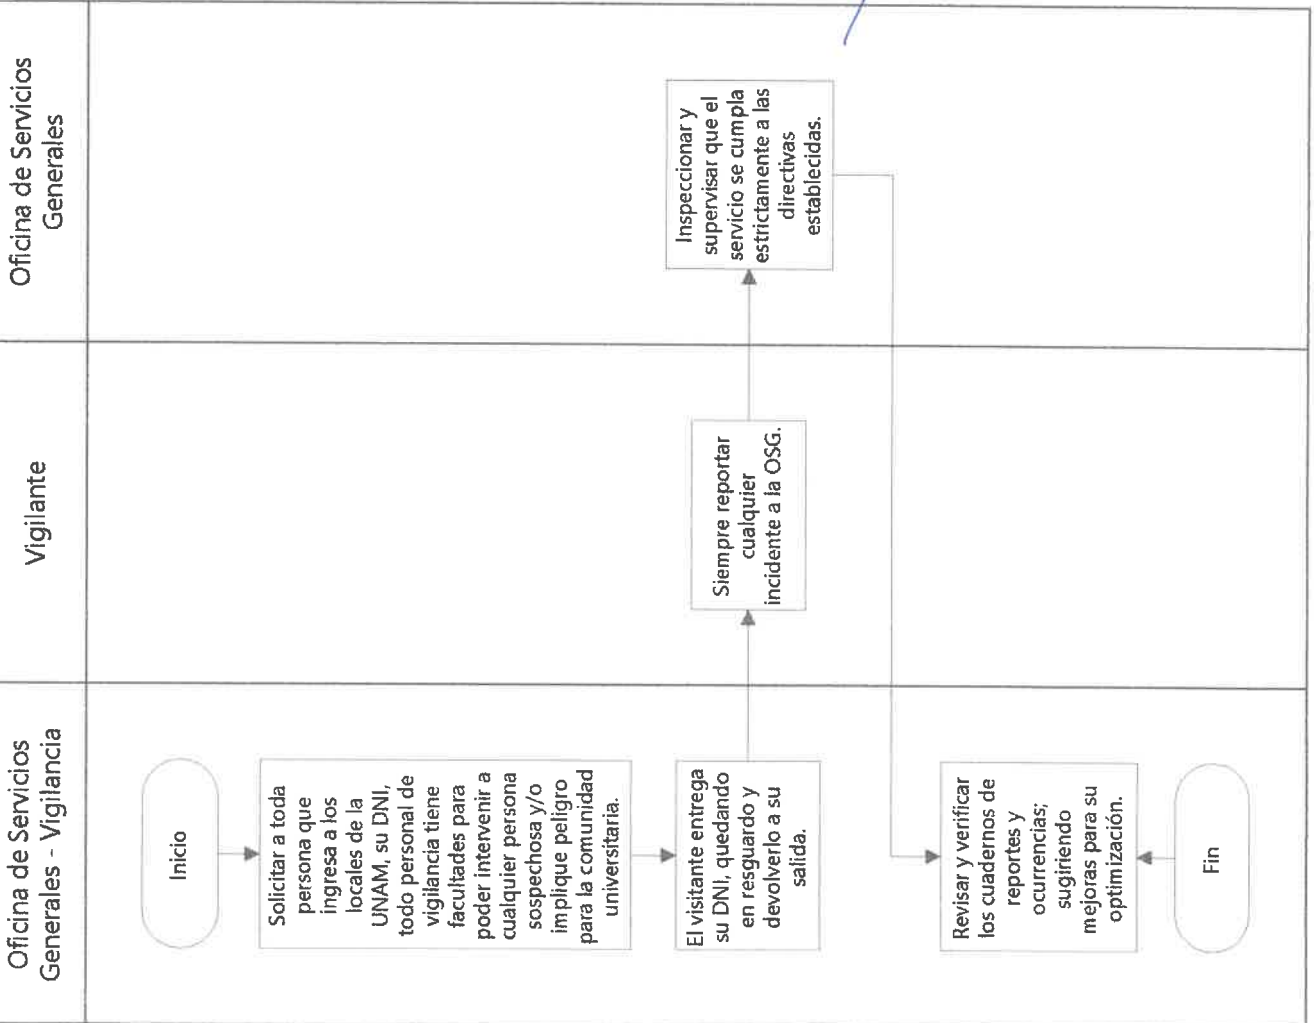 Oficina de Servicios
Generales - Vigilancia
Vigilante
Oficina de Servicios
Generales
Inicio
Solicitar a toda
persona que
ingresa a los
locales de la
UNAM, su DNI,
todo personal de
vigilancia tiene
facultades para
poder intervenir a
cualquier persona
sospechosa y/o
implique peligro
para la comunidad
universitaria.
El visitante entrega
su DNI, quedando
en resguardo y
devolverlo a su
salida.
Siempre reportar
cualquier
incidente a la OSG.
Inspeccionar y
supervisar que el
servicio se cumpla
estrictamente a las
directivas
establecidas.
Revisar y verificar
los cuadernos de
reportes y
ocurrencias;
sugiriendo
mejoras para su
optimización.
Fin